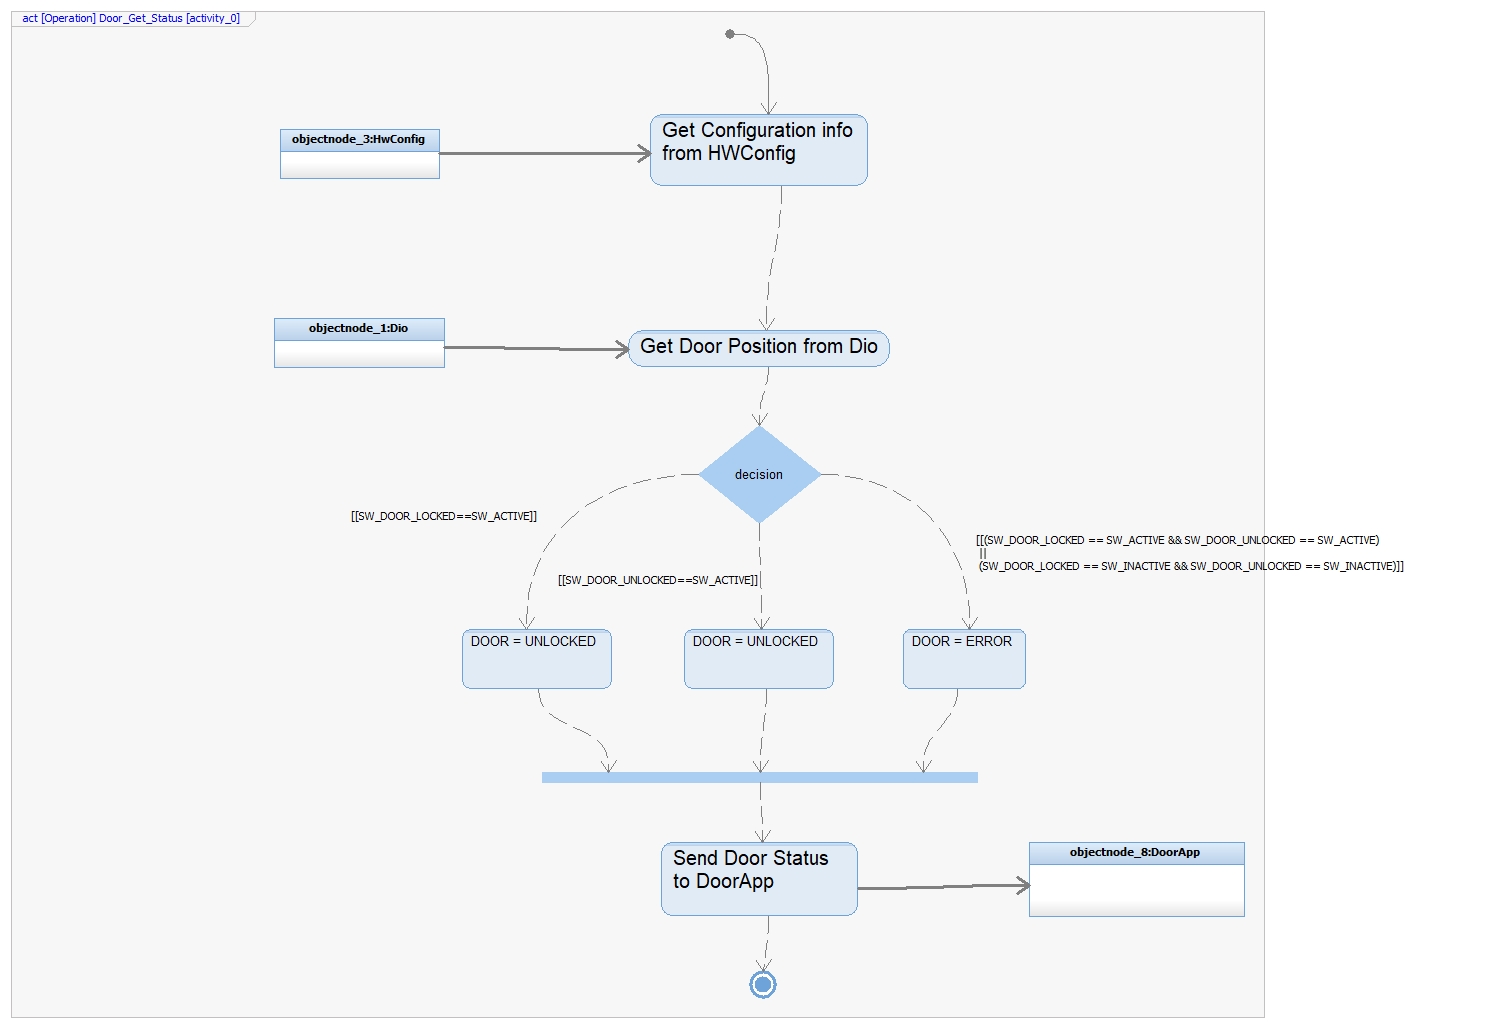 act [Operation] Door_Get_Status [activity_0]
Get Configuration info
from HWConfig
objectnode_3:HwConfig
objectnode_1:Dio
Get Door Position from Dio
decision
[[SW_DOOR_LOCKED==SW_ACTIVE]]
[[SW_DOOR_UNLOCKED==SW_ACTIVE]]
[[(SW_DOOR_LOCKED == SW_ACTIVE && SW_DOOR_UNLOCKED == SW_ACTIVE)
||
(SW_DOOR_LOCKED == SW_INACTIVE && SW_DOOR_UNLOCKED == SW_INACTIVE)]]
DOOR = UNLOCKED
DOOR = UNLOCKED
DOOR = ERROR
Send Door Status
to DoorApp
objectnode_8:DoorApp